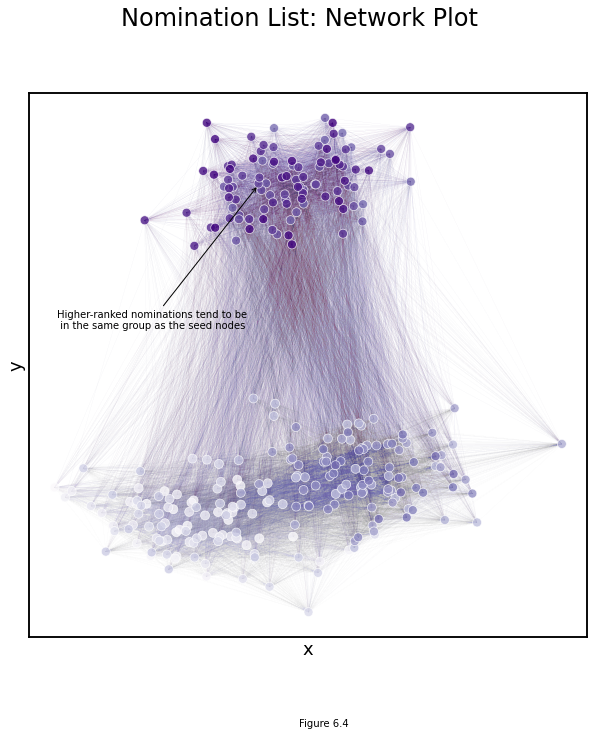 Nomination List: Network Plot
Higher-ranked nominations tend to be
in the same group as the seed nodes
y
x
Figure 6.4